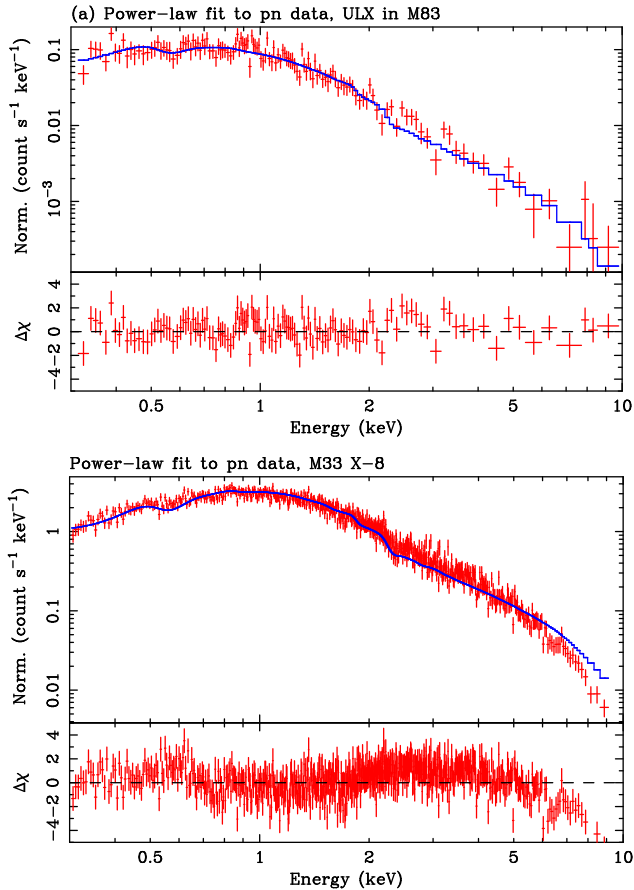 (a) Power-law fit to pn data, ULX in M83
Norm. (count s⁻¹ keV⁻¹)
0.1
0.01
10⁻³
Δχ
4
2
0
−2
−4
0.5 1 2 5 10
Energy (keV)
Power-law fit to pn data, M33 X-8
Norm. (count s⁻¹ keV⁻¹)
1
0.1
0.01
Δχ
4
2
0
−2
−4
0.5 1 2 5 10
Energy (keV)